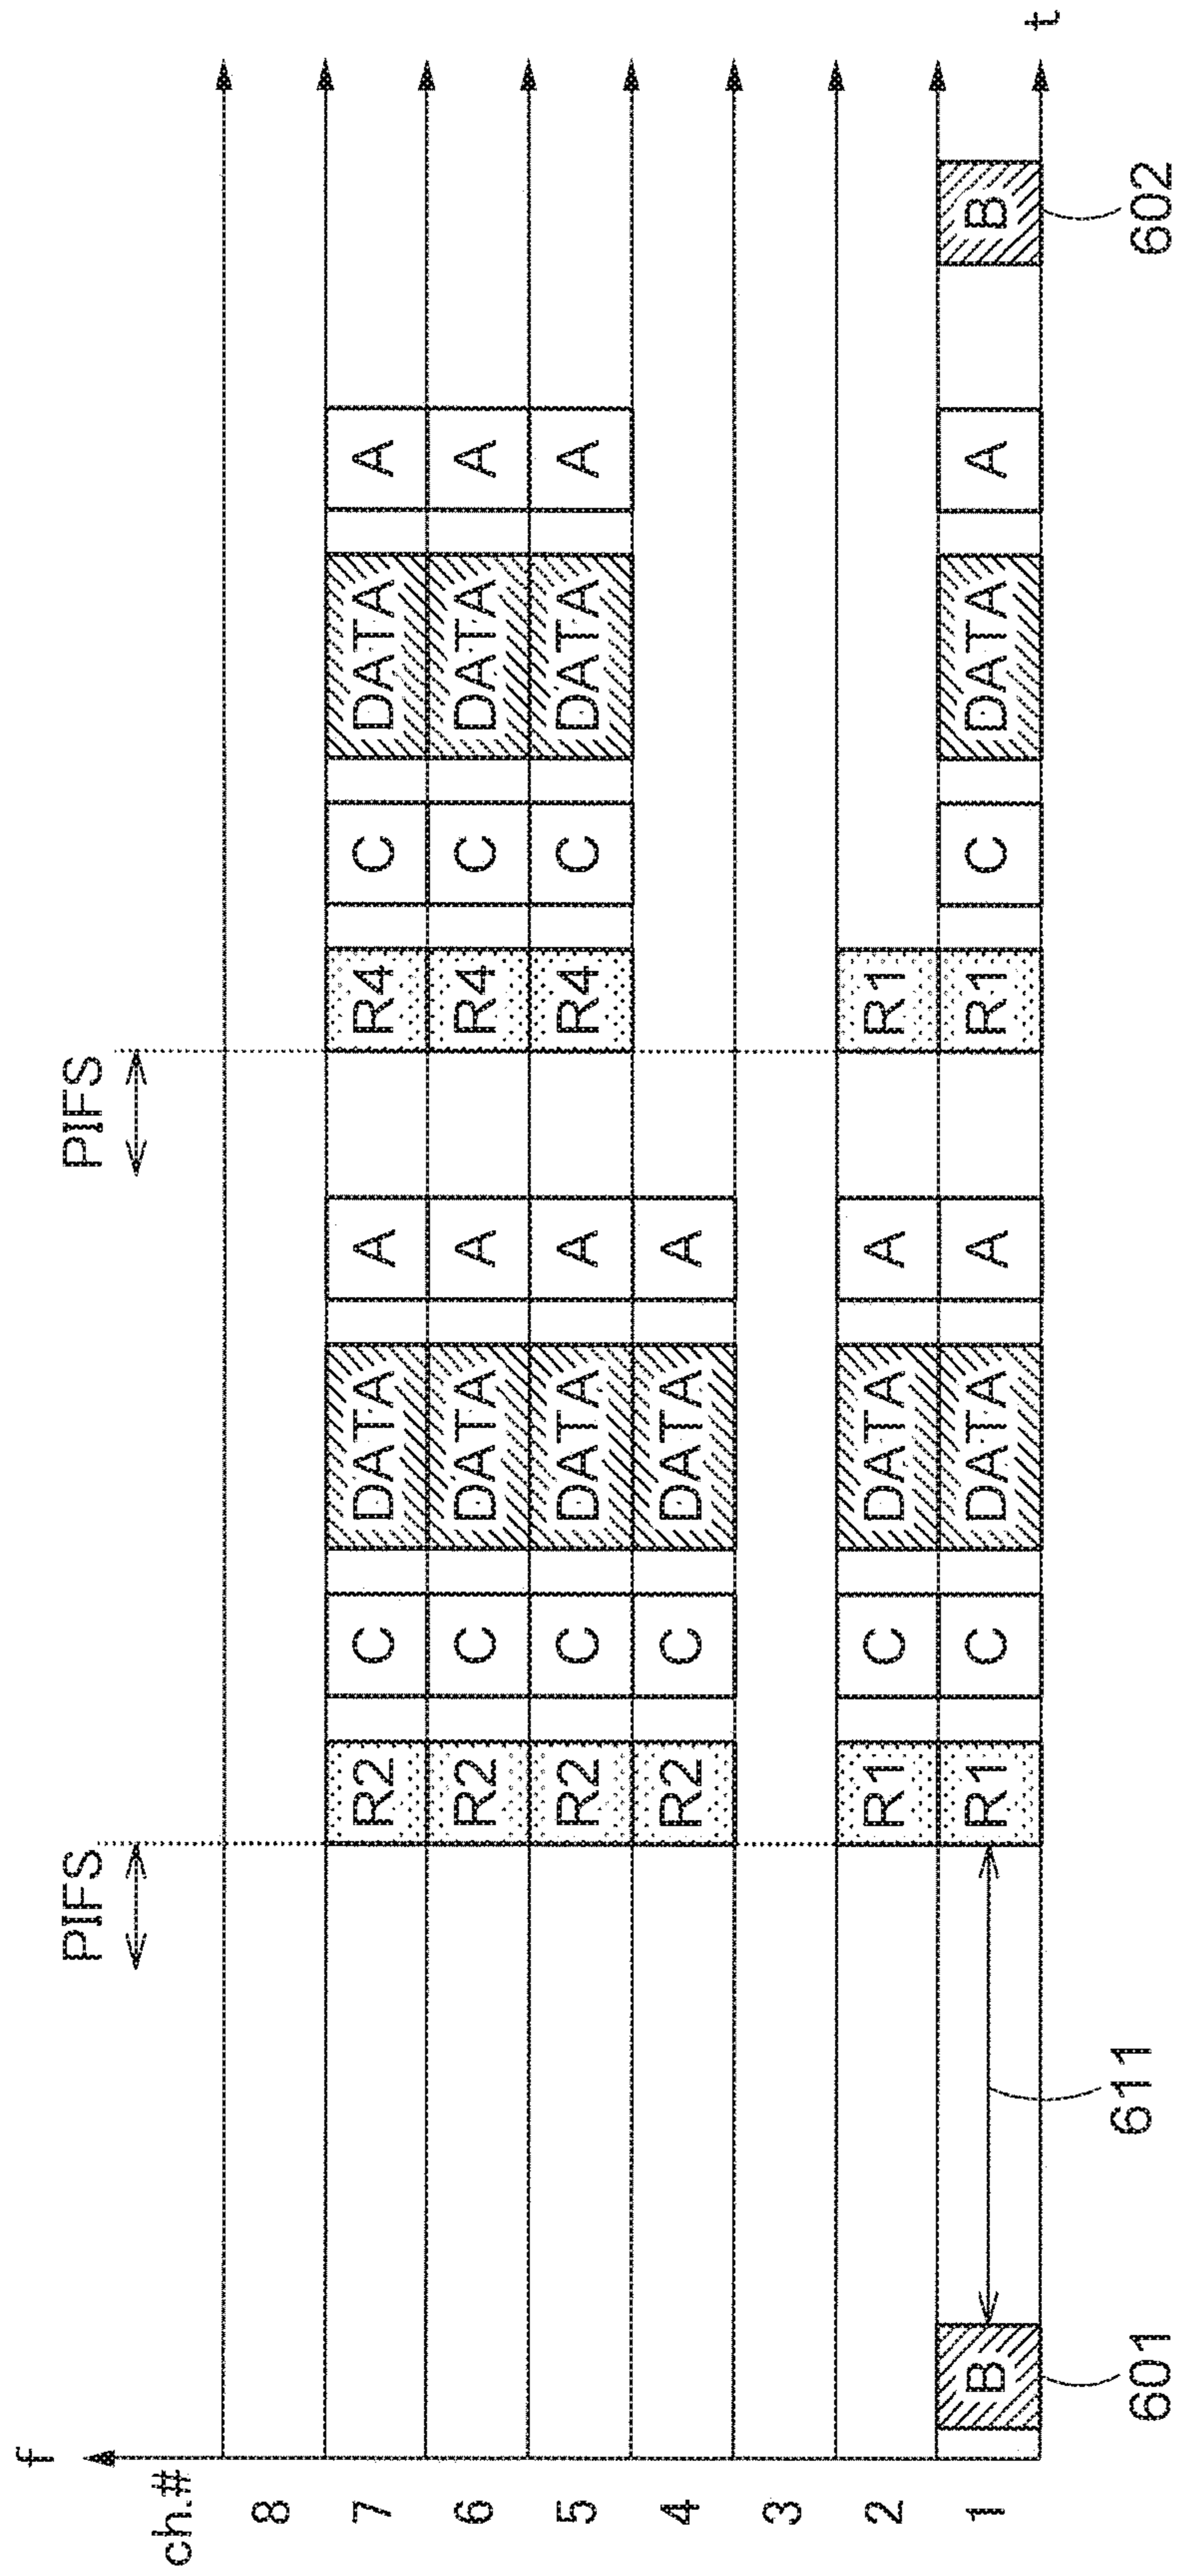 f
ch.#
PIFS
PIFS
8
7 R2 C DATA A R4 C DATA A
6 R2 C DATA A R4 C DATA A
5 R2 C DATA A R4 C DATA A
4 R2 C DATA A
3
2 R1 C DATA A R1
1 B R1 C DATA A R1 C DATA A B
t
601
611
602